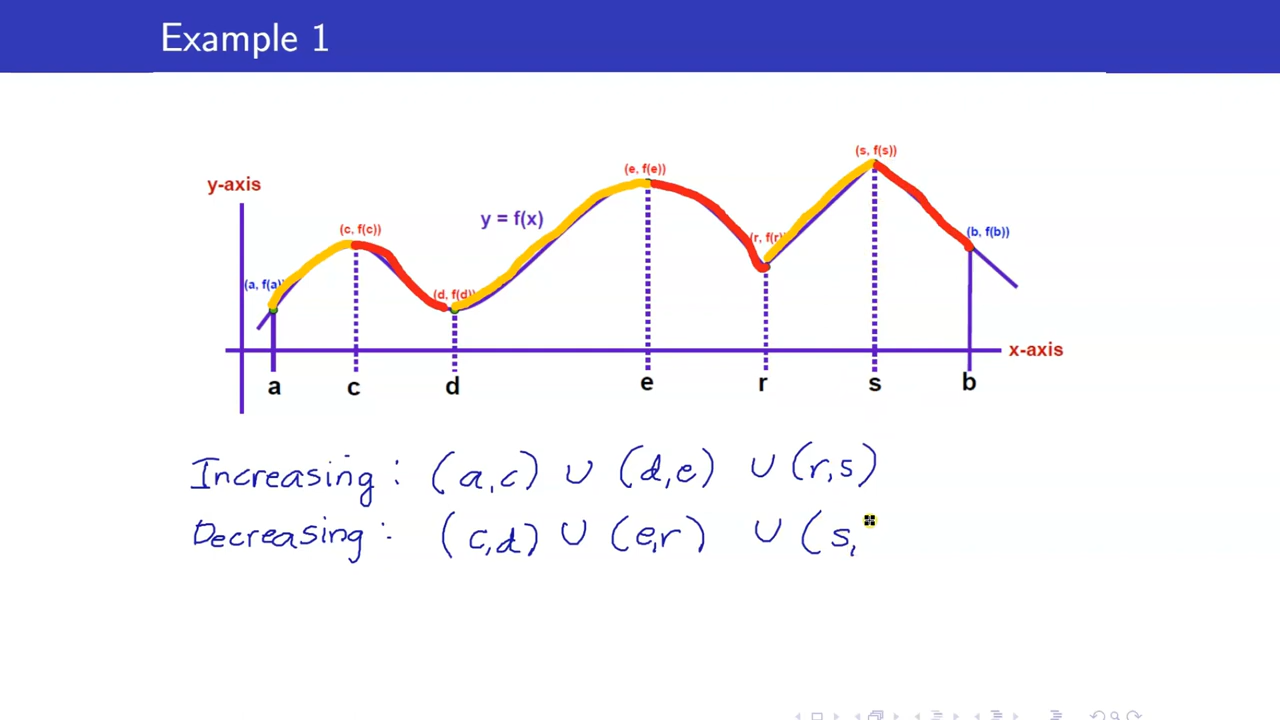 Example 1
(s, f(s))
(e, f(e))
y-axis
y = f(x)
(c, f(c))
(r, f(r))
(b, f(b))
(a, f(a))
(d, f(d))
x-axis
a c d e r s b
Increasing : (a,c) ∪ (d,e) ∪ (r,s)
Decreasing : (c,d) ∪ (e,r) ∪ (s,